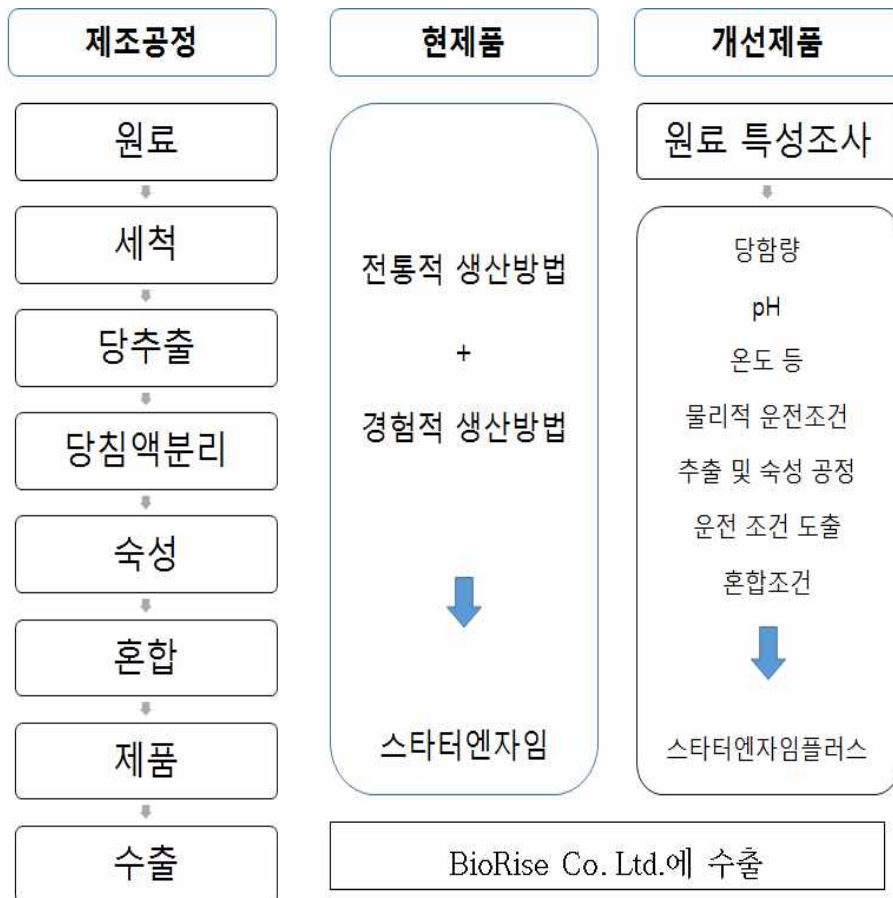 제조공정
원료
세척
당추출
당침액분리
숙성
혼합
제품
수출
현제품
전통적 생산방법
+
경험적 생산방법
스타터엔자임
개선제품
원료 특성조사
당함량
pH
온도 등
물리적 운전조건
추출 및 숙성 공정
운전 조건 도출
혼합조건
스타터엔자임플러스
BioRise Co. Ltd.에 수출